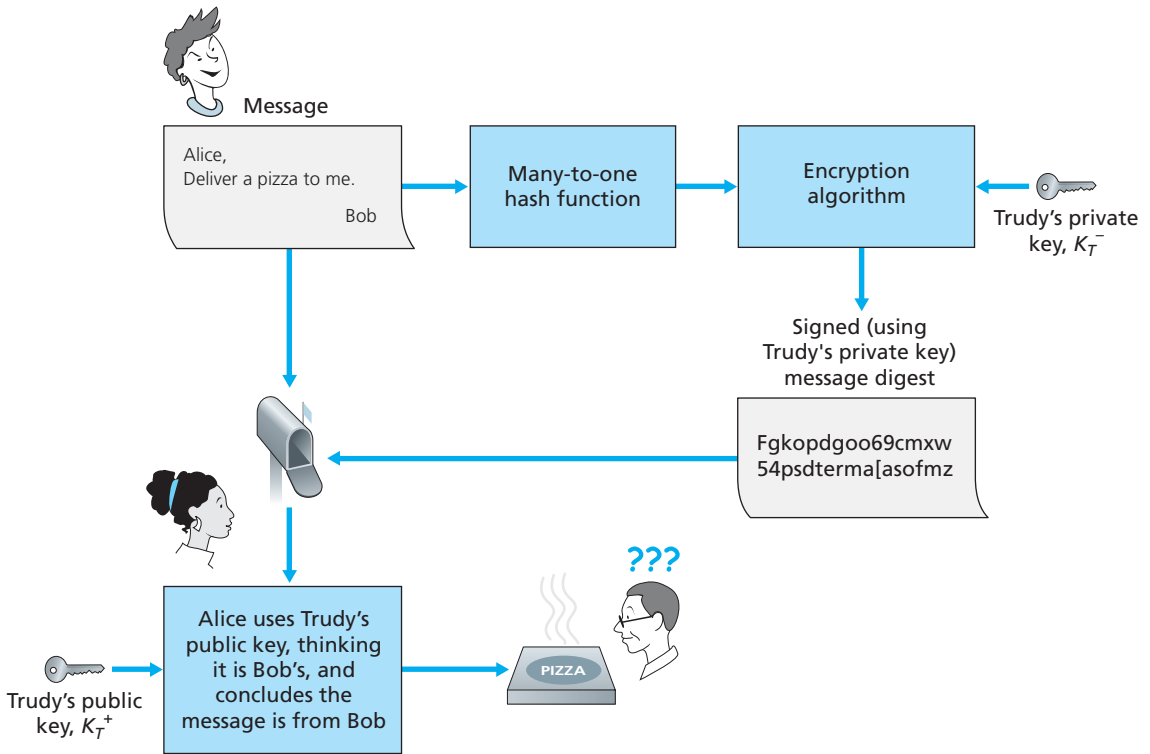 Message
Alice,
Deliver a pizza to me.
Bob
Many-to-one
hash function
Encryption
algorithm
Trudy's private
key, K_T^-
Signed (using
Trudy's private key)
message digest
Fgkopdgoo69cmxw
54psdterma[asofmz
???
Alice uses Trudy's
public key, thinking
it is Bob's, and
concludes the
message is from Bob
PIZZA
Trudy's public
key, K_T^+